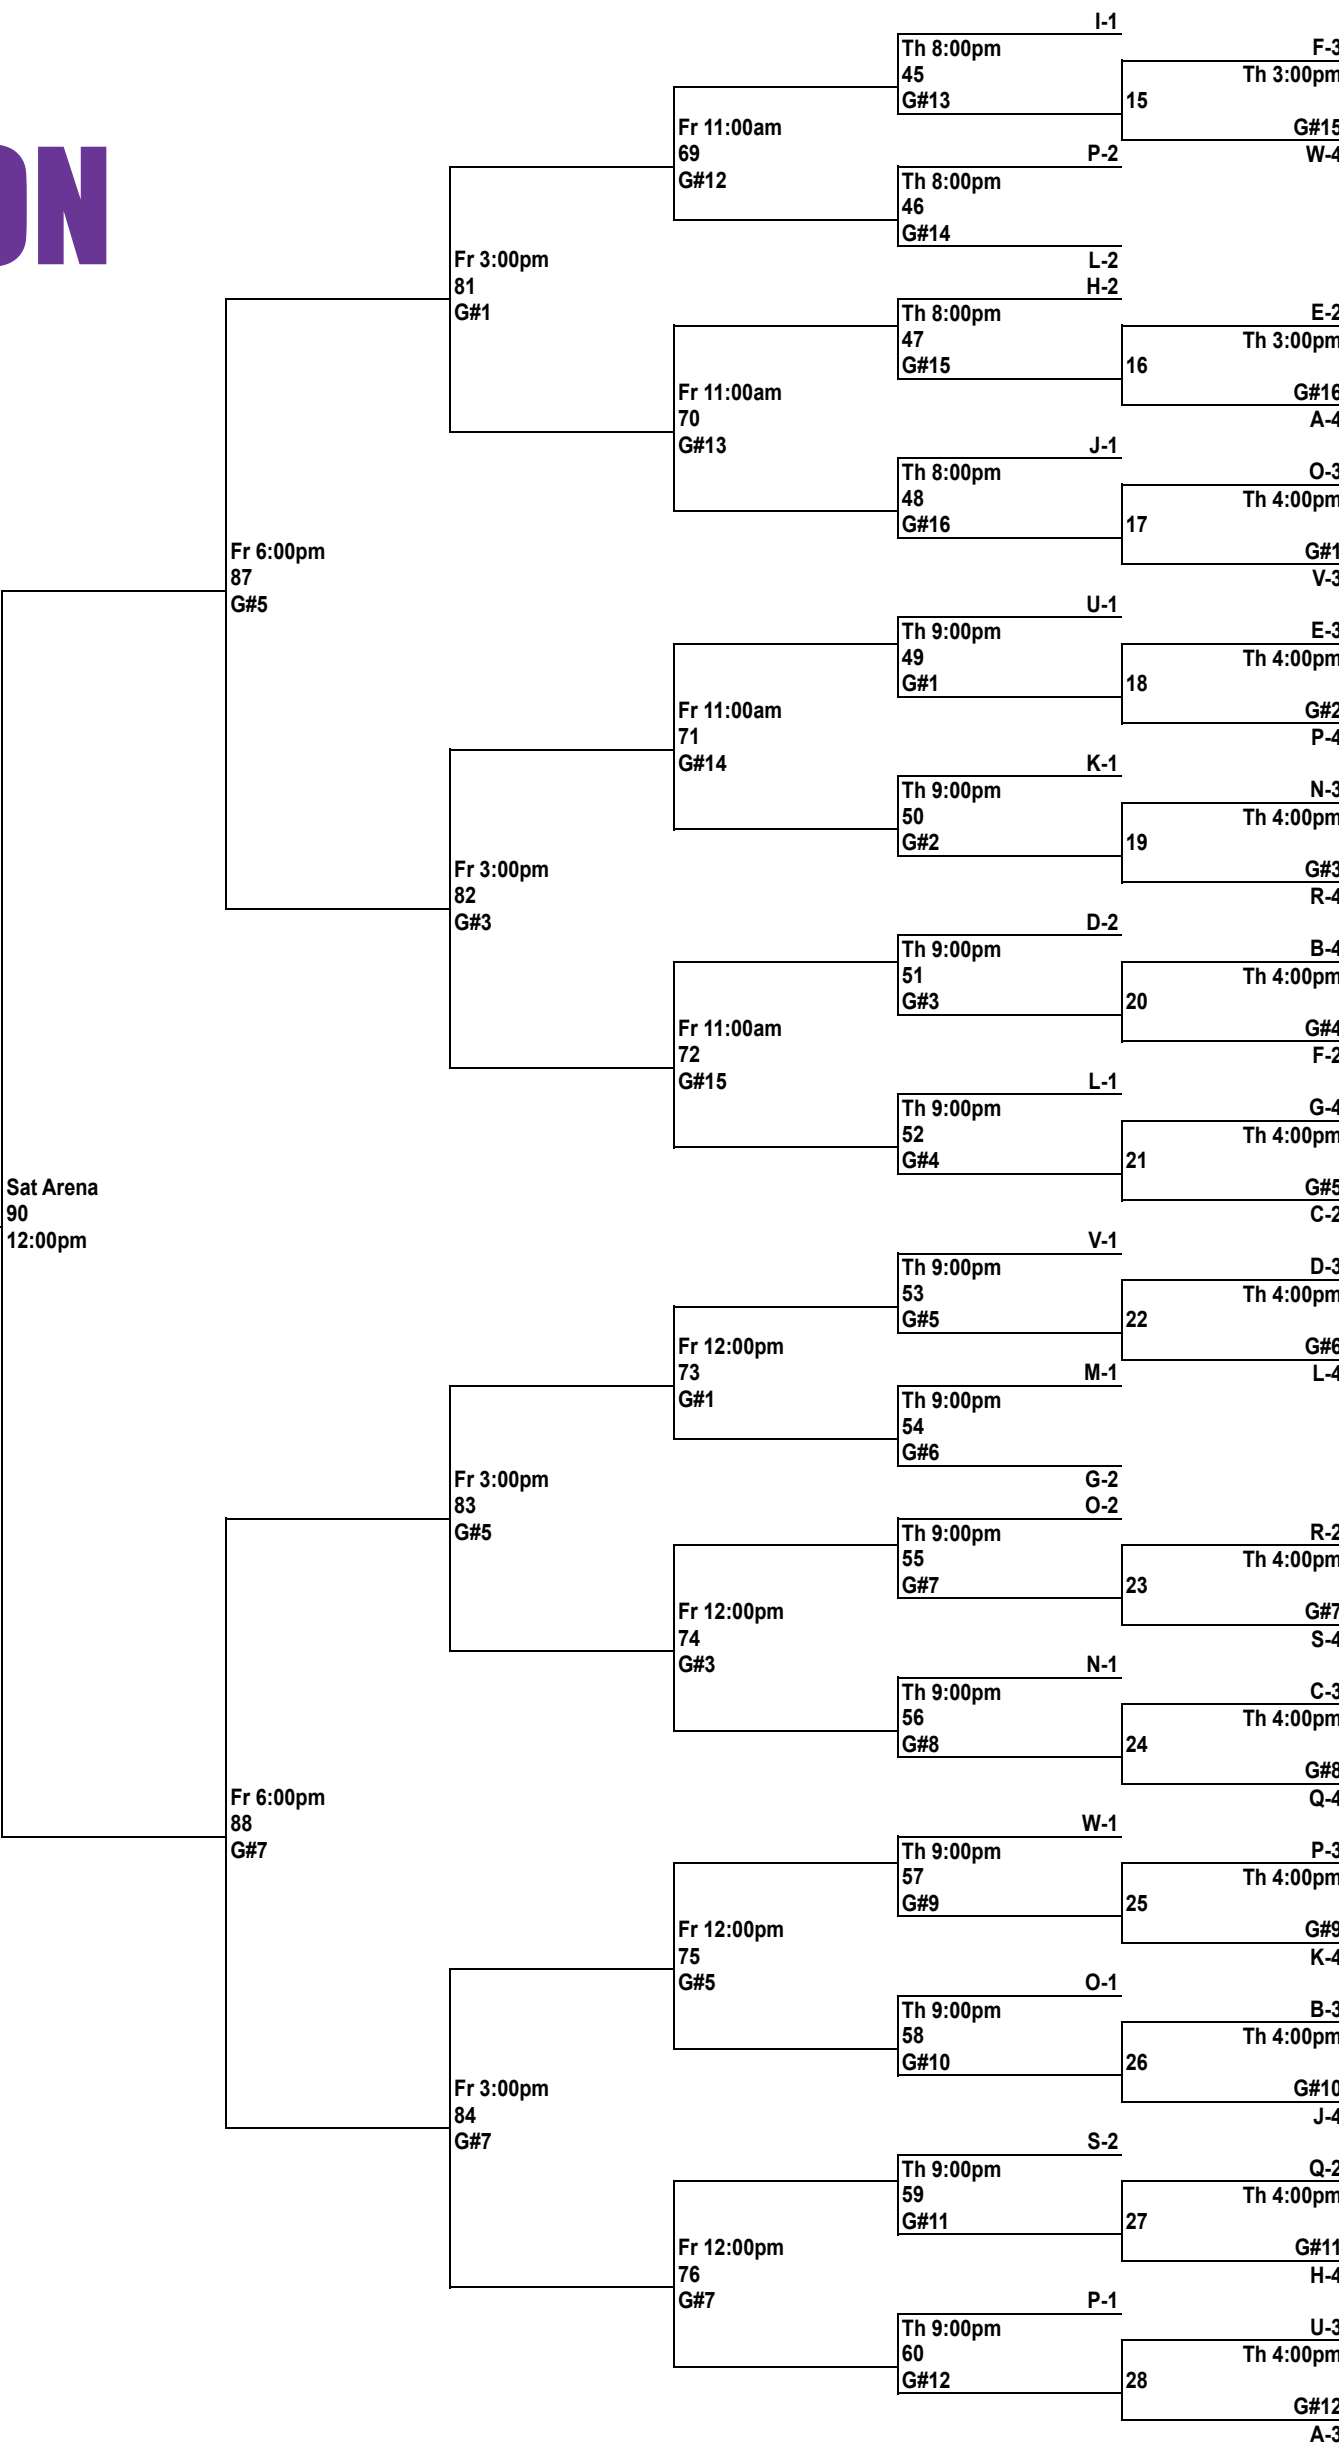 ON
I-1
Th 8:00pm
45
G#13
F-3
Th 3:00pm
15
G#15
W-4
Fr 11:00am
69
G#12
P-2
Th 8:00pm
46
G#14
L-2
Fr 3:00pm
81
G#1
H-2
Th 8:00pm
47
G#15
E-2
Th 3:00pm
16
G#16
A-4
Fr 11:00am
70
G#13
J-1
Th 8:00pm
48
G#16
O-3
Th 4:00pm
17
G#1
V-3
Fr 6:00pm
87
G#5
U-1
Th 9:00pm
49
G#1
E-3
Th 4:00pm
18
G#2
P-4
Fr 11:00am
71
G#14
K-1
Th 9:00pm
50
G#2
N-3
Th 4:00pm
19
G#3
R-4
Fr 3:00pm
82
G#3
D-2
Th 9:00pm
51
G#3
B-4
Th 4:00pm
20
G#4
F-2
Fr 11:00am
72
G#15
L-1
Th 9:00pm
52
G#4
G-4
Th 4:00pm
21
G#5
C-2
Sat Arena
90
12:00pm
V-1
Th 9:00pm
53
G#5
D-3
Th 4:00pm
22
G#6
L-4
Fr 12:00pm
73
G#1
M-1
Th 9:00pm
54
G#6
G-2
Fr 3:00pm
83
G#5
O-2
Th 9:00pm
55
G#7
R-2
Th 4:00pm
23
G#7
S-4
Fr 12:00pm
74
G#3
N-1
Th 9:00pm
56
G#8
C-3
Th 4:00pm
24
G#8
Q-4
Fr 6:00pm
88
G#7
W-1
Th 9:00pm
57
G#9
P-3
Th 4:00pm
25
G#9
K-4
Fr 12:00pm
75
G#5
O-1
Th 9:00pm
58
G#10
B-3
Th 4:00pm
26
G#10
J-4
Fr 3:00pm
84
G#7
S-2
Th 9:00pm
59
G#11
Q-2
Th 4:00pm
27
G#11
H-4
Fr 12:00pm
76
G#7
P-1
Th 9:00pm
60
G#12
U-3
Th 4:00pm
28
G#12
A-3